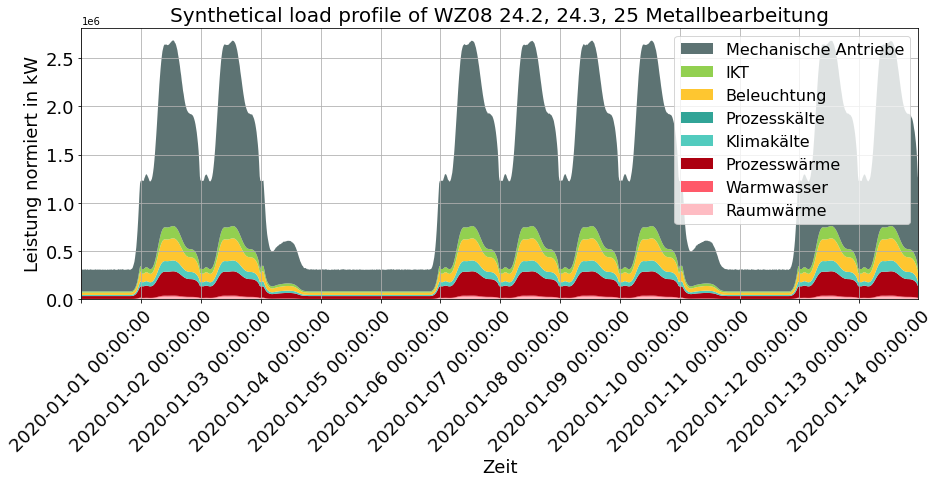 Synthetical load profile of WZ08 24.2, 24.3, 25 Metallbearbeitung
1e6
Leistung normiert in kW
2.5
2.0
1.5
1.0
0.5
0.0
Mechanische Antriebe
IKT
Beleuchtung
Prozesskälte
Klimakälte
Prozesswärme
Warmwasser
Raumwärme
2020-01-01 00:00:00
2020-01-02 00:00:00
2020-01-03 00:00:00
2020-01-04 00:00:00
2020-01-05 00:00:00
2020-01-06 00:00:00
2020-01-07 00:00:00
2020-01-08 00:00:00
2020-01-09 00:00:00
2020-01-10 00:00:00
2020-01-11 00:00:00
2020-01-12 00:00:00
2020-01-13 00:00:00
2020-01-14 00:00:00
Zeit